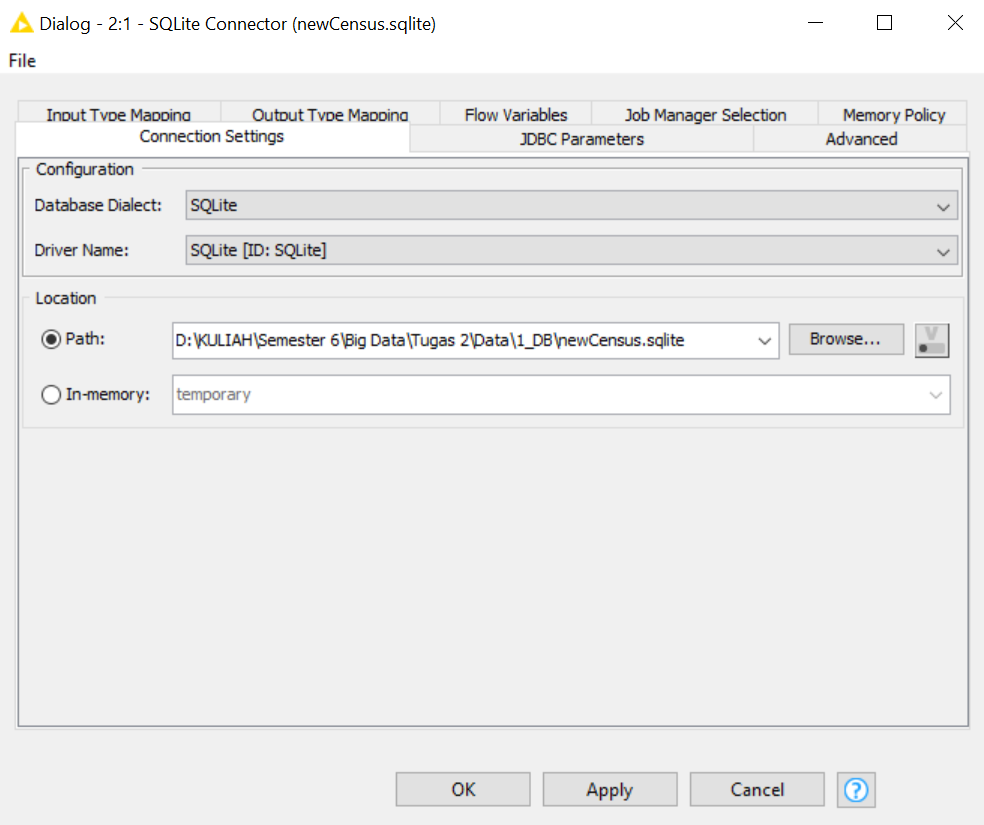 Dialog - 2:1 - SQLite Connector (newCensus.sqlite)
File
Input Type Mapping Output Type Mapping Flow Variables Job Manager Selection Memory Policy
Connection Settings JDBC Parameters Advanced
Configuration
Database Dialect: SQLite
Driver Name: SQLite [ID: SQLite]
Location
Path: D:\KULIAH\Semester 6\Big Data\Tugas 2\Data\1_DB\newCensus.sqlite Browse... V
In-memory: temporary
OK Apply Cancel ?